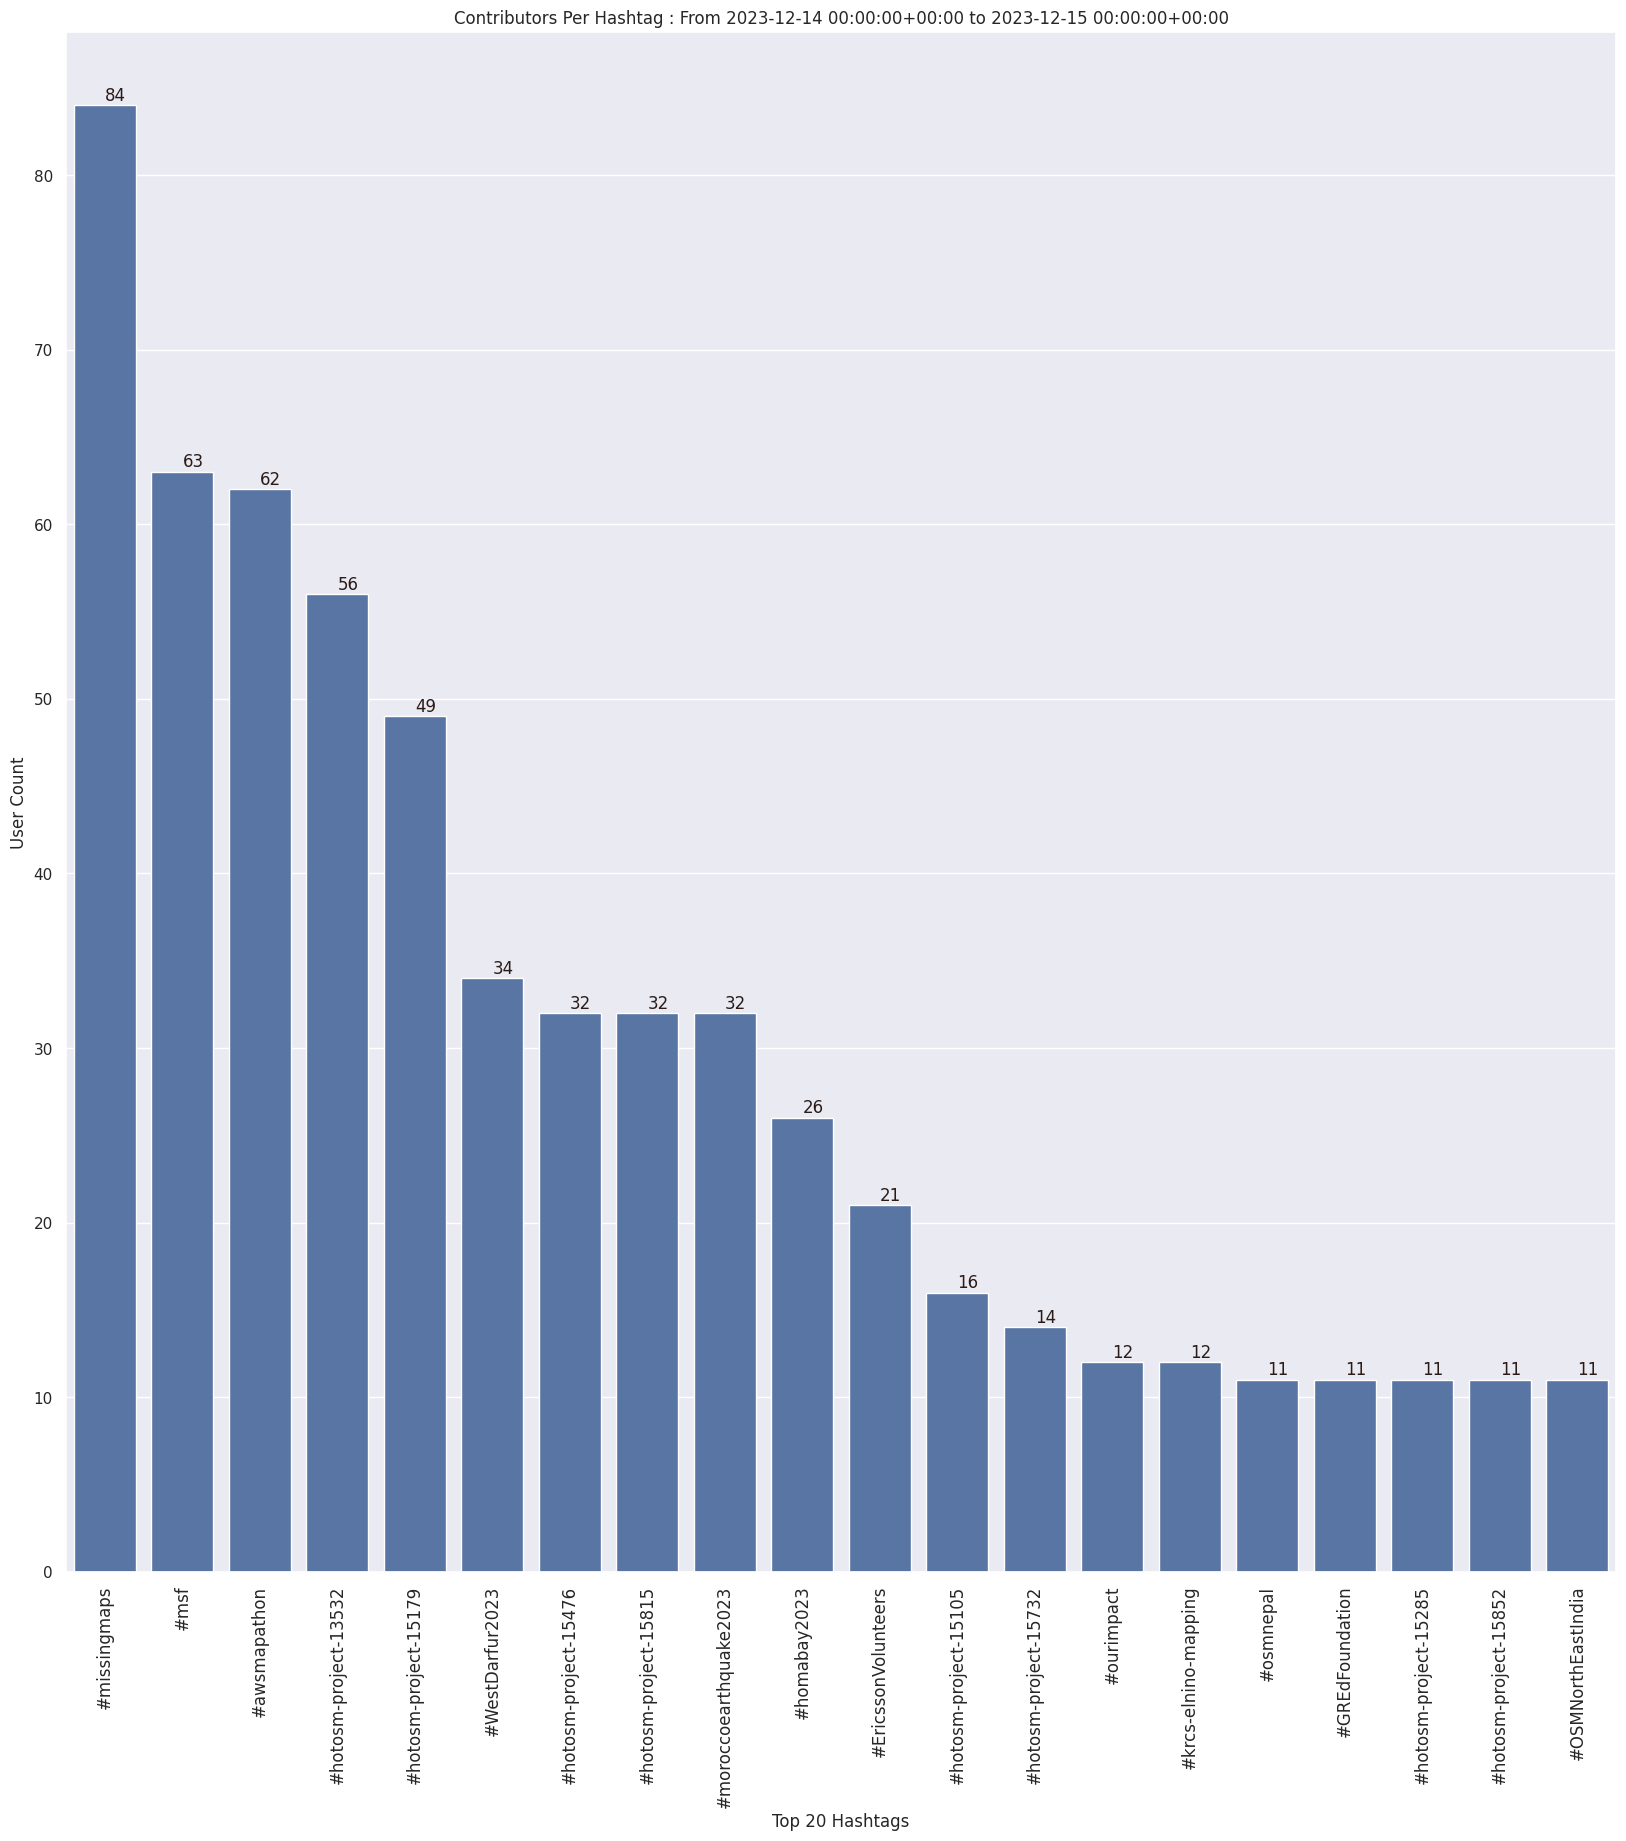 Contributors Per Hashtag : From 2023-12-14 00:00:00+00:00 to 2023-12-15 00:00:00+00:00
User Count
80
70
60
50
40
30
20
10
0
84
63
62
56
49
34
32
32
32
26
21
16
14
12
12
11
11
11
11
11
#missingmaps
#msf
#awsmapathon
#hotosm-project-13532
#hotosm-project-15179
#WestDarfur2023
#hotosm-project-15476
#hotosm-project-15815
#moroccoearthquake2023
#homabay2023
#EricssonVolunteers
#hotosm-project-15105
#hotosm-project-15732
#ourimpact
#krcs-elnino-mapping
#osmnepal
#GREdFoundation
#hotosm-project-15285
#hotosm-project-15852
#OSMNorthEastIndia
Top 20 Hashtags